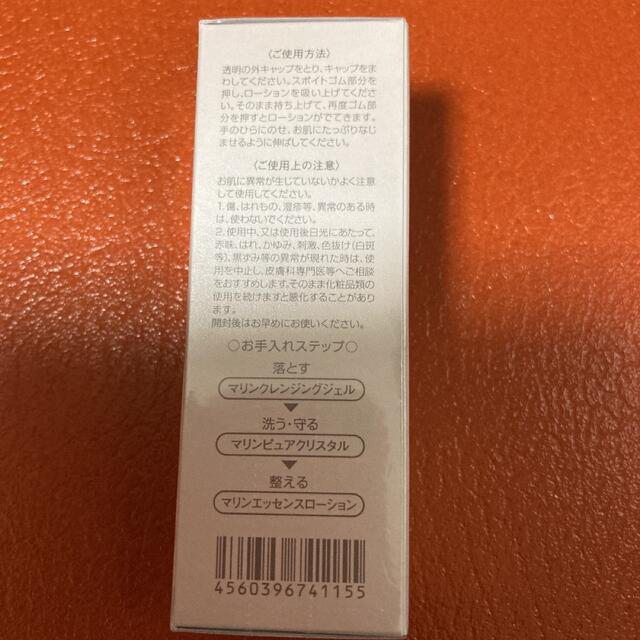 〈ご使用方法〉
透明の外キャップをとり、キャップをま
わしてください。スポイトゴム部分を
押し、ローションを吸い上げてくださ
い。そのまま持ち上げて、再度ゴム部
分を押すとローションがでてきます。
手のひらにのせ、お肌にたっぷりなじ
ませるように伸ばしてください。
〈ご使用上の注意〉
お肌に異常が生じていないかよく注意
して使用してください。
1.傷、はれもの、湿疹等、異常のある時
は、使わないでください。
2.使用中、又は使用後日光にあたって、
赤味、はれ、かゆみ、刺激、色抜け(白斑
等)、黒ずみ等の異常が現れた時は、使
用を中止し、皮膚科専門医等へご相談
をおすすめします。そのまま化粧品類の
使用を続けますと悪化することがあり
ます。
開封後はお早めにお使いください。
○お手入れステップ○
落とす
マリンクレンジングジェル
洗う・守る
マリンピュアクリスタル
整える
マリンエッセンスローション
4560396741155